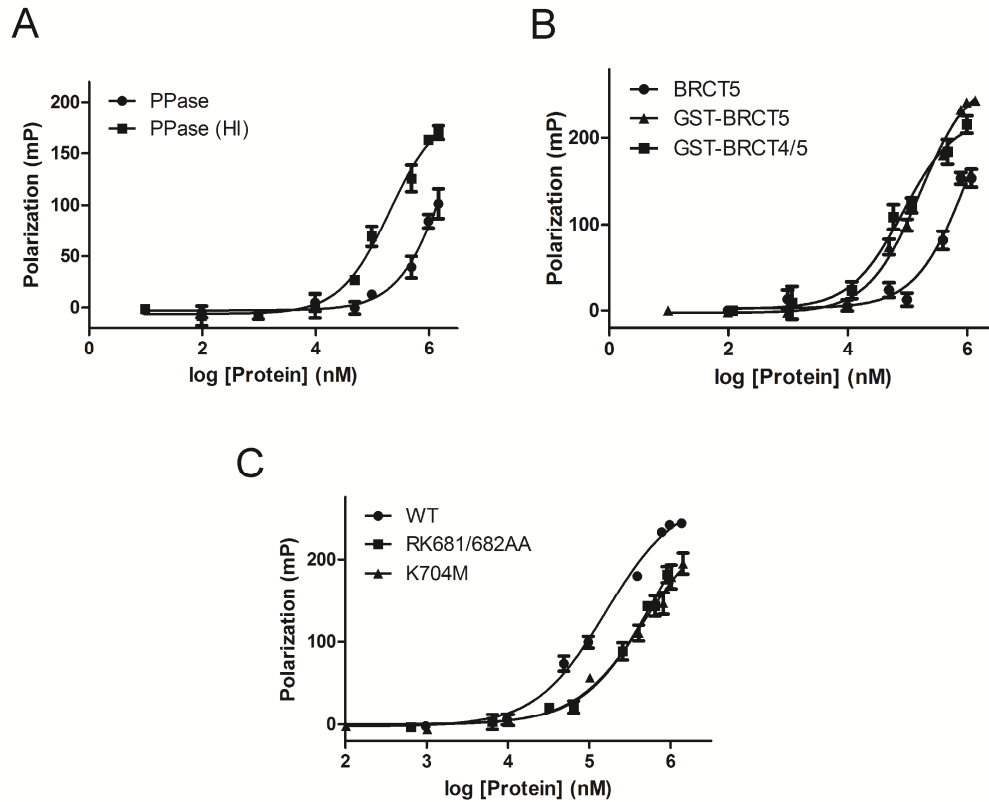 A
PPase
PPase (HI)
Polarization (mP)
200
150
100
50
0
0
2
4
6
log [Protein] (nM)
B
BRCT5
GST-BRCT5
GST-BRCT4/5
Polarization (mP)
200
100
0
0
2
4
6
log [Protein] (nM)
C
WT
RK681/682AA
K704M
Polarization (mP)
200
100
0
2
3
4
5
6
log [Protein] (nM)